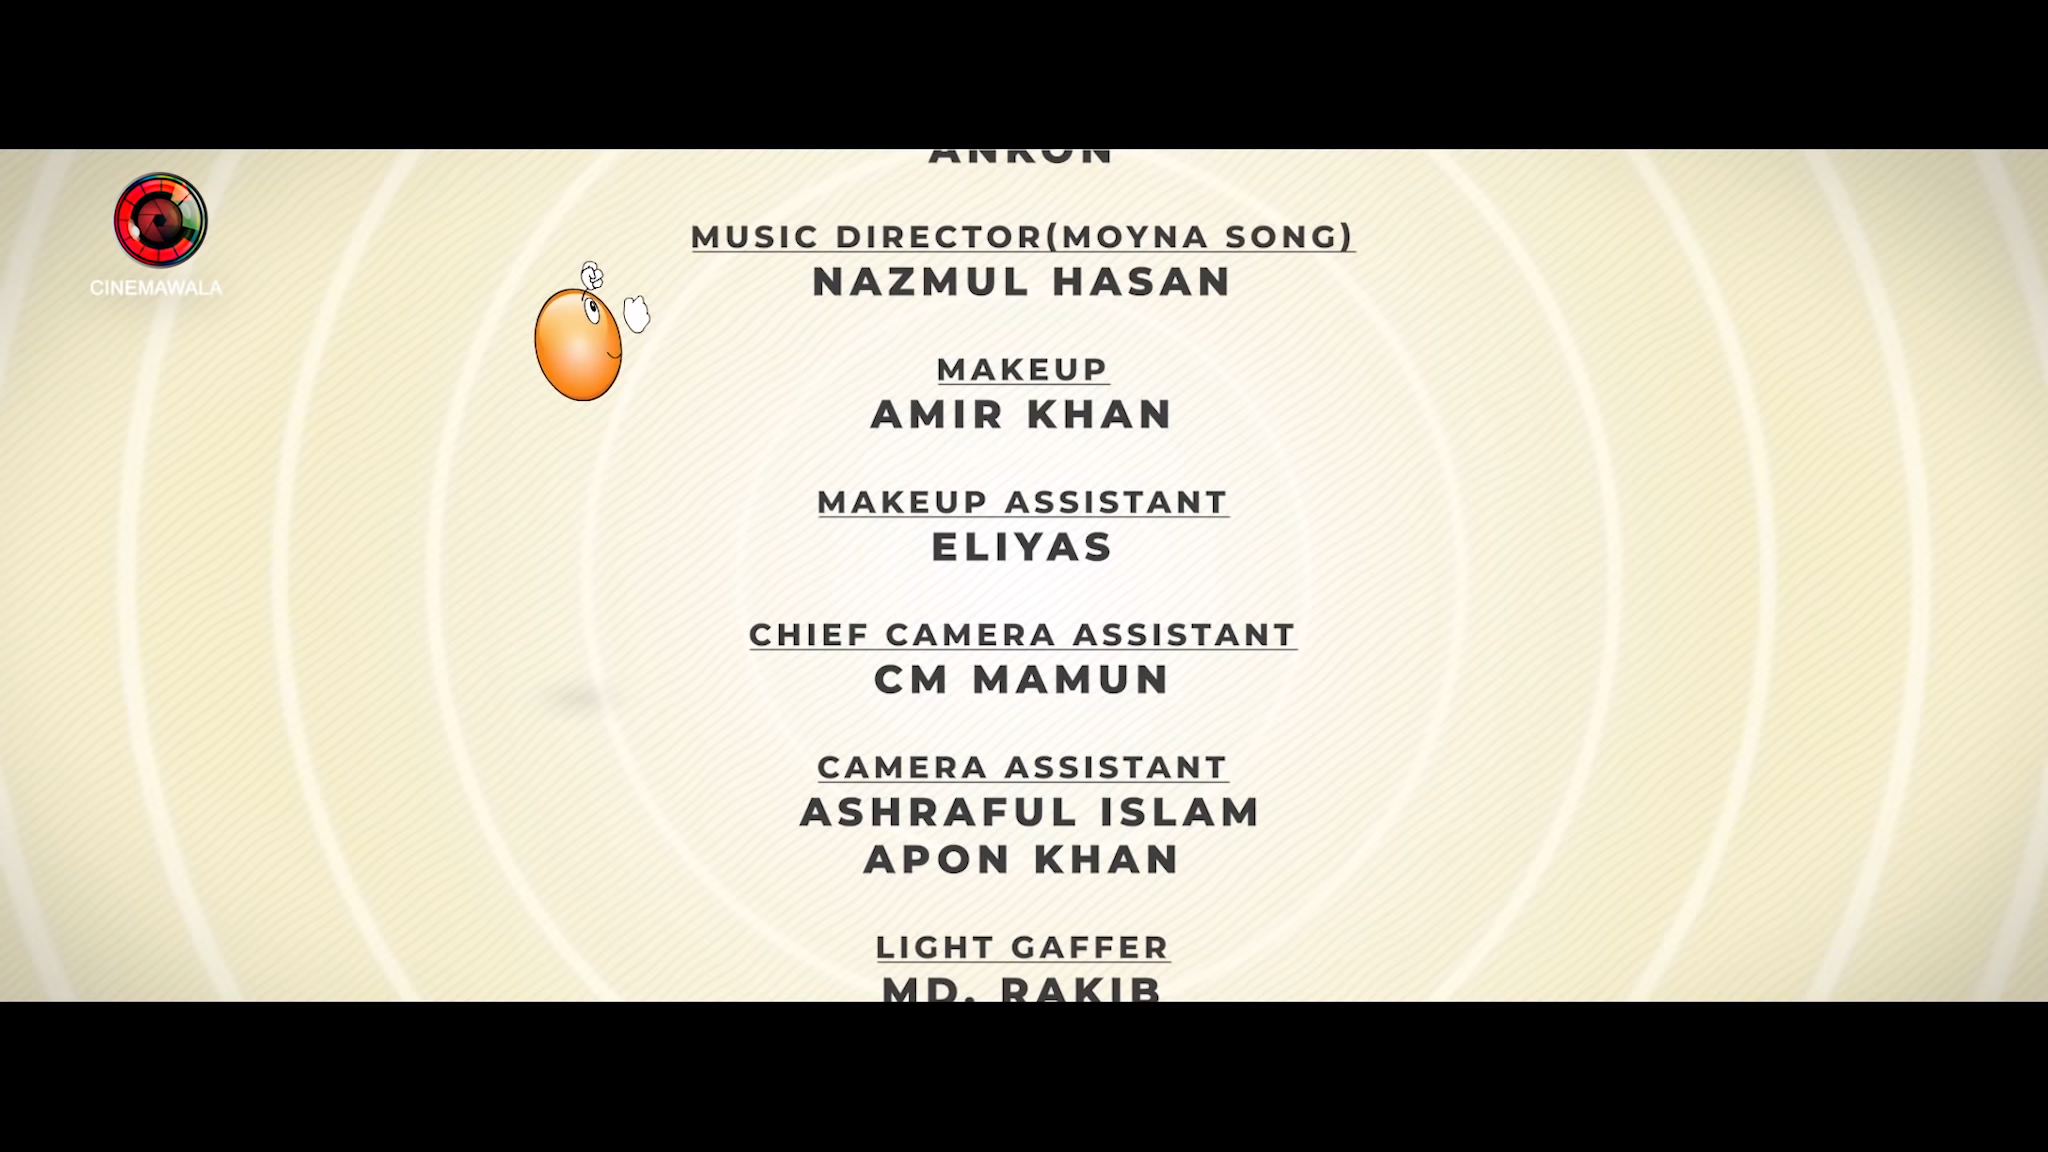 CINEMAWALA
ANKON
MUSIC DIRECTOR(MOYNA SONG)
NAZMUL HASAN
MAKEUP
AMIR KHAN
MAKEUP ASSISTANT
ELIYAS
CHIEF CAMERA ASSISTANT
CM MAMUN
CAMERA ASSISTANT
ASHRAFUL ISLAM
APON KHAN
LIGHT GAFFER
MD. RAKIB